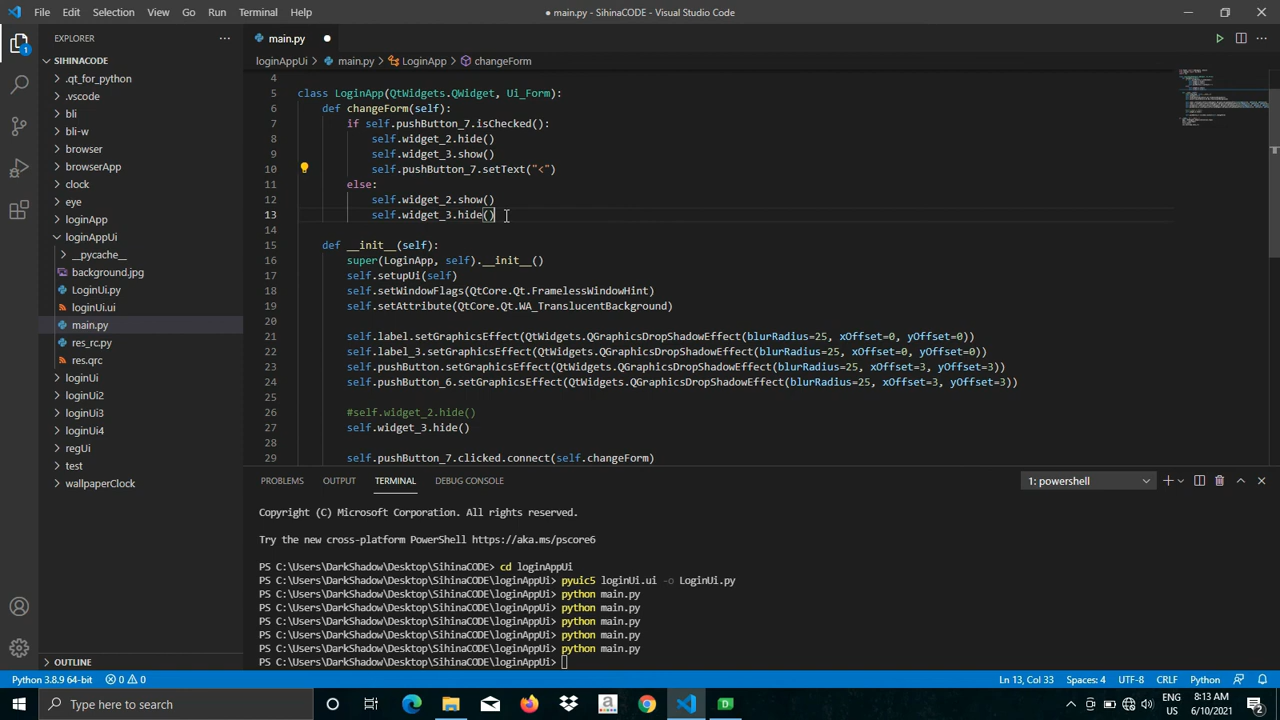 File Edit Selection View Go Run Terminal Help
● main.py - SihinaCODE - Visual Studio Code
EXPLORER
main.py
SIHINACODE
loginAppUi > main.py > LoginApp > changeForm
.qt_for_python
.vscode
bli
bli-w
browser
browserApp
clock
eye
loginApp
loginAppUi
__pycache__
background.jpg
LoginUi.py
loginUi.ui
main.py
res_rc.py
res.qrc
loginUi
loginUi2
loginUi3
loginUi4
regUi
test
wallpaperClock
OUTLINE
1
4
5 class LoginApp(QtWidgets.QWidget, Ui_Form):
6 def changeForm(self):
7 if self.pushButton_7.isChecked():
8 self.widget_2.hide()
9 self.widget_3.show()
10 self.pushButton_7.setText("<")
11 else:
12 self.widget_2.show()
13 self.widget_3.hide()
14
15 def __init__(self):
16 super(LoginApp, self).__init__()
17 self.setupUi(self)
18 self.setWindowFlags(QtCore.Qt.FramelessWindowHint)
19 self.setAttribute(QtCore.Qt.WA_TranslucentBackground)
20
21 self.label.setGraphicsEffect(QtWidgets.QGraphicsDropShadowEffect(blurRadius=25, xOffset=0, yOffset=0))
22 self.label_3.setGraphicsEffect(QtWidgets.QGraphicsDropShadowEffect(blurRadius=25, xOffset=0, yOffset=0))
23 self.pushButton.setGraphicsEffect(QtWidgets.QGraphicsDropShadowEffect(blurRadius=25, xOffset=3, yOffset=3))
24 self.pushButton_6.setGraphicsEffect(QtWidgets.QGraphicsDropShadowEffect(blurRadius=25, xOffset=3, yOffset=3))
25
26 #self.widget_2.hide()
27 self.widget_3.hide()
28
29 self.pushButton_7.clicked.connect(self.changeForm)
PROBLEMS OUTPUT TERMINAL DEBUG CONSOLE
1: powershell
Copyright (C) Microsoft Corporation. All rights reserved.
Try the new cross-platform PowerShell https://aka.ms/pscore6
PS C:\Users\DarkShadow\Desktop\SihinaCODE> cd loginAppUi
PS C:\Users\DarkShadow\Desktop\SihinaCODE\loginAppUi> pyuic5 loginUi.ui -o LoginUi.py
PS C:\Users\DarkShadow\Desktop\SihinaCODE\loginAppUi> python main.py
PS C:\Users\DarkShadow\Desktop\SihinaCODE\loginAppUi> python main.py
PS C:\Users\DarkShadow\Desktop\SihinaCODE\loginAppUi> python main.py
PS C:\Users\DarkShadow\Desktop\SihinaCODE\loginAppUi> python main.py
PS C:\Users\DarkShadow\Desktop\SihinaCODE\loginAppUi> python main.py
PS C:\Users\DarkShadow\Desktop\SihinaCODE\loginAppUi>
Python 3.8.9 64-bit 0 0
Ln 13, Col 33 Spaces: 4 UTF-8 CRLF Python
Type here to search
ENG
US
8:13 AM
6/10/2021
2